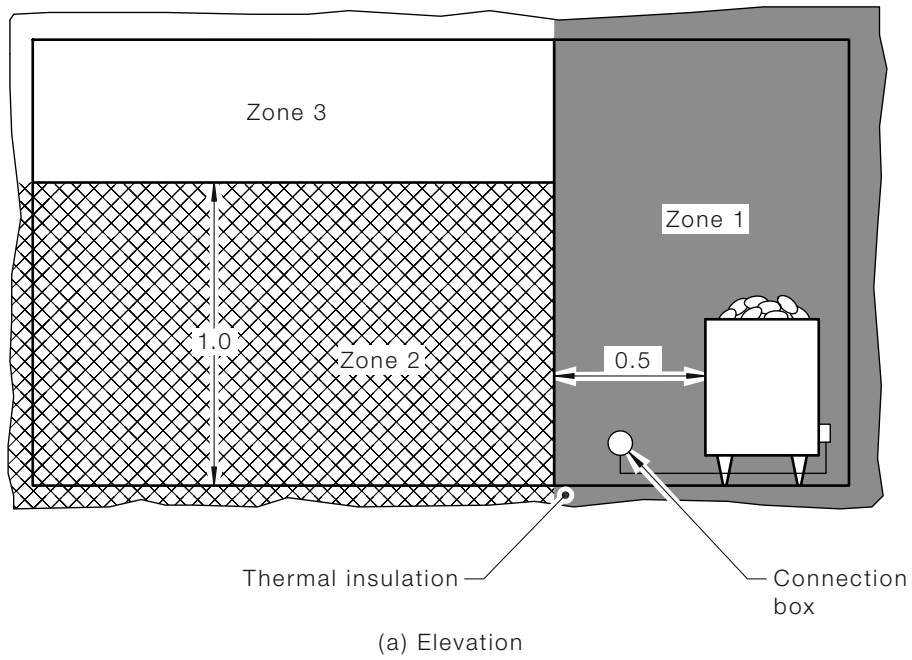 Zone 3
Zone 1
1.0
Zone 2
0.5
Thermal insulation
Connection
box
(a) Elevation